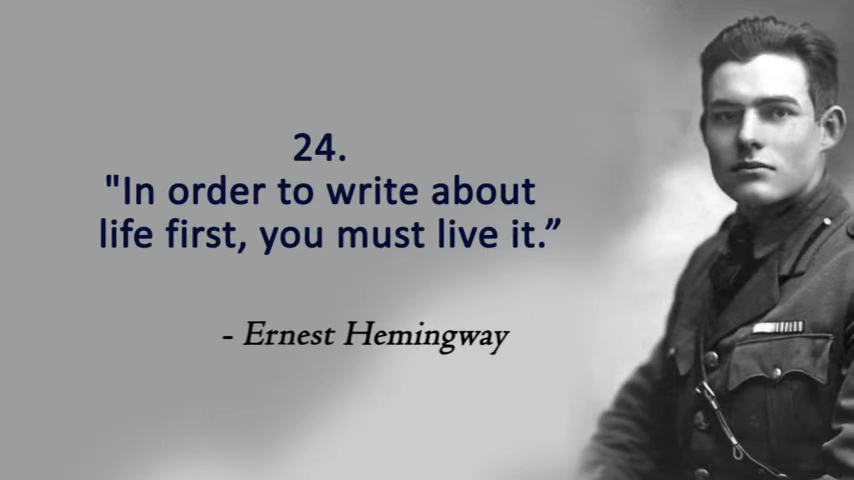 24.
"In order to write about
life first, you must live it.”
- Ernest Hemingway